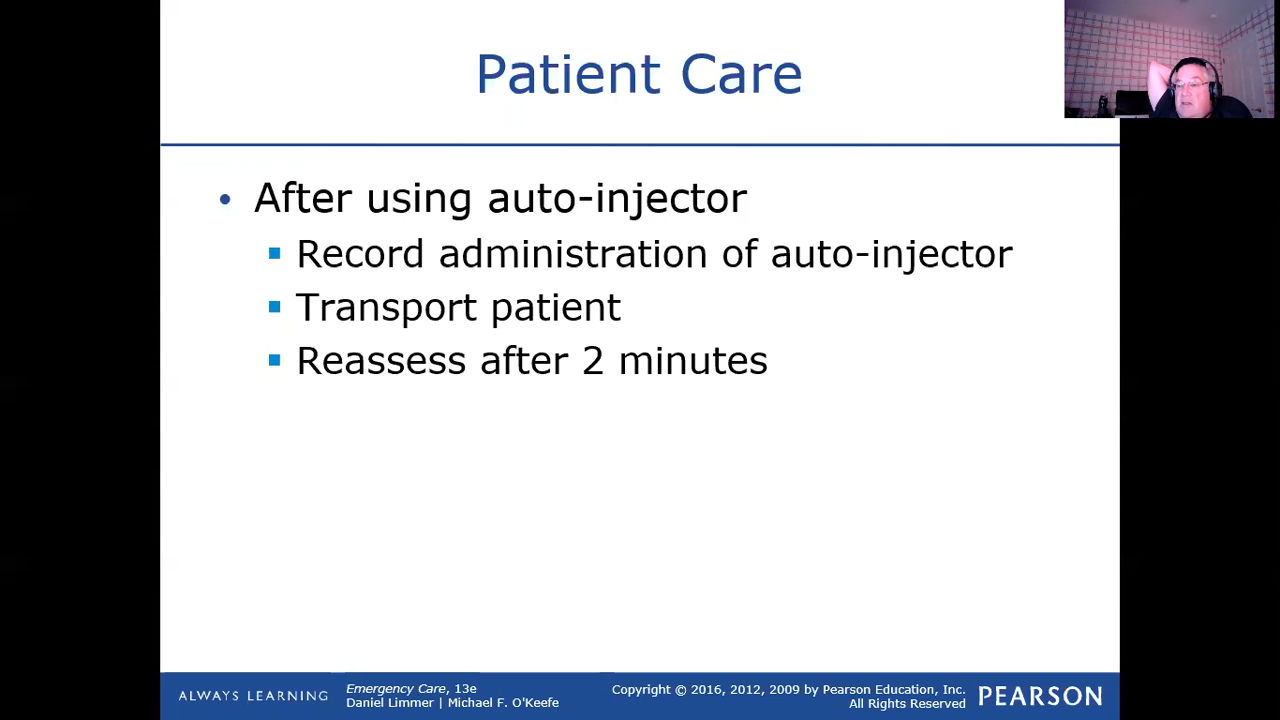 Patient Care
• After using auto-injector
▪ Record administration of auto-injector
▪ Transport patient
▪ Reassess after 2 minutes
ALWAYS LEARNING
Emergency Care, 13e
Daniel Limmer | Michael F. O'Keefe
Copyright © 2016, 2012, 2009 by Pearson Education, Inc.
All Rights Reserved
PEARSON